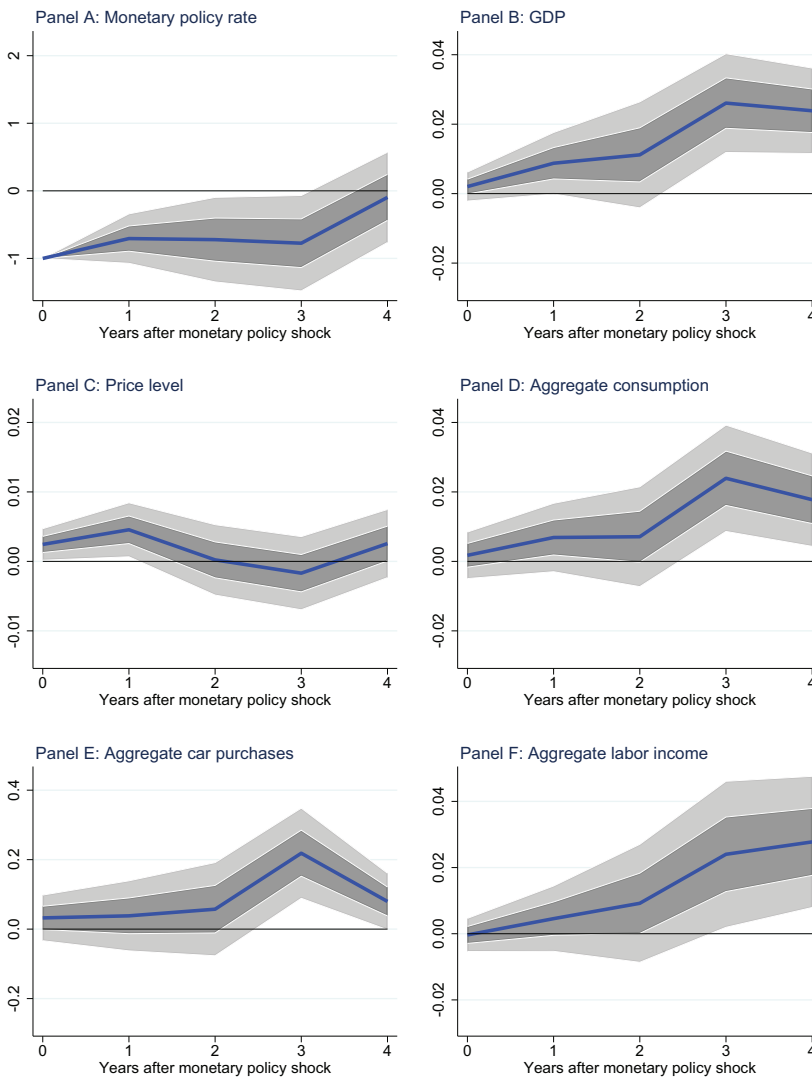 Panel A: Monetary policy rate
2
1
0
-1
0 1 2 3 4
Years after monetary policy shock
Panel B: GDP
0.04
0.02
0.00
-0.02
0 1 2 3 4
Years after monetary policy shock
Panel C: Price level
0.02
0.01
0.00
-0.01
0 1 2 3 4
Years after monetary policy shock
Panel D: Aggregate consumption
0.04
0.02
0.00
-0.02
0 1 2 3 4
Years after monetary policy shock
Panel E: Aggregate car purchases
0.4
0.2
0.0
-0.2
0 1 2 3 4
Years after monetary policy shock
Panel F: Aggregate labor income
0.04
0.02
0.00
-0.02
0 1 2 3 4
Years after monetary policy shock